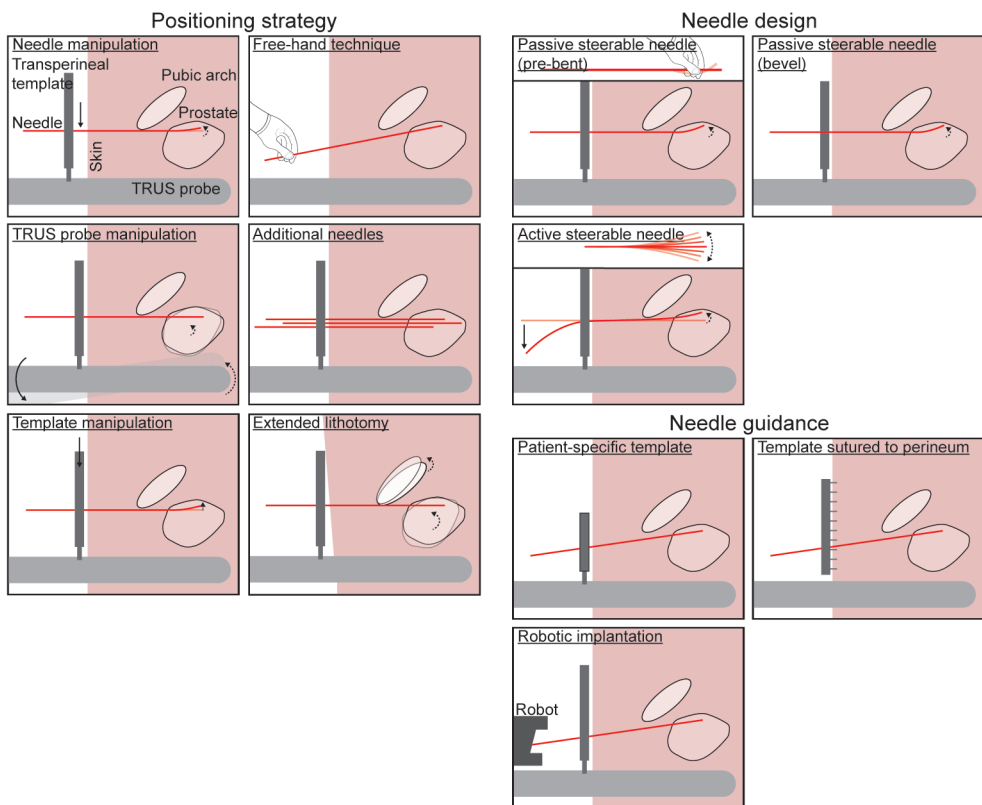 Positioning strategy
Needle manipulation
Transperineal
template
Pubic arch
Prostate
Needle
Skin
TRUS probe
Free-hand technique
TRUS probe manipulation
Additional needles
Template manipulation
Extended lithotomy
Needle design
Passive steerable needle
(pre-bent)
Passive steerable needle
(bevel)
Active steerable needle
Needle guidance
Patient-specific template
Template sutured to perineum
Robotic implantation
Robot